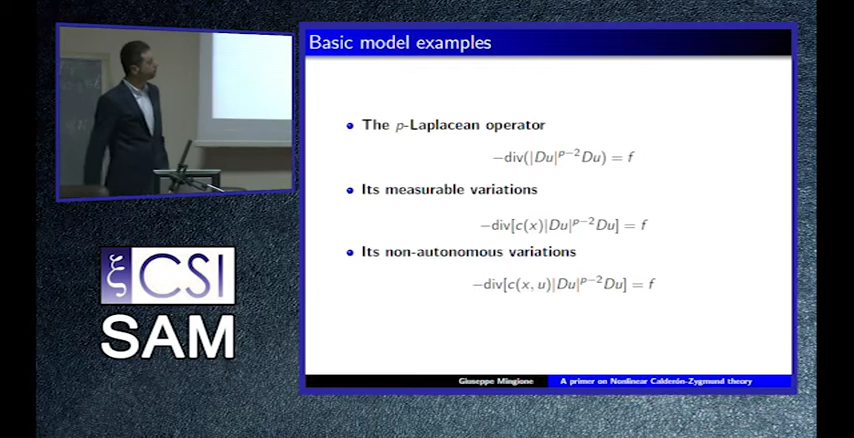 Basic model examples
The p-Laplacean operator
−div(|Du|^{p−2}Du) = f
Its measurable variations
−div[c(x)|Du|^{p−2}Du] = f
Its non-autonomous variations
−div[c(x, u)|Du|^{p−2}Du] = f
ξ CSI
SAM
Giuseppe Mingione A primer on Nonlinear Calderón-Zygmund theory